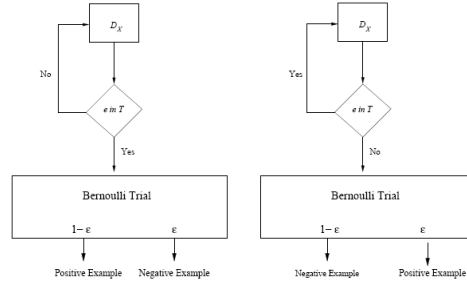 D_X
No
e in T
Yes
Bernoulli Trial
1− ε ε
Positive Example Negative Example
D_X
Yes
e in T
No
Bernoulli Trial
1− ε ε
Negative Example Positive Example